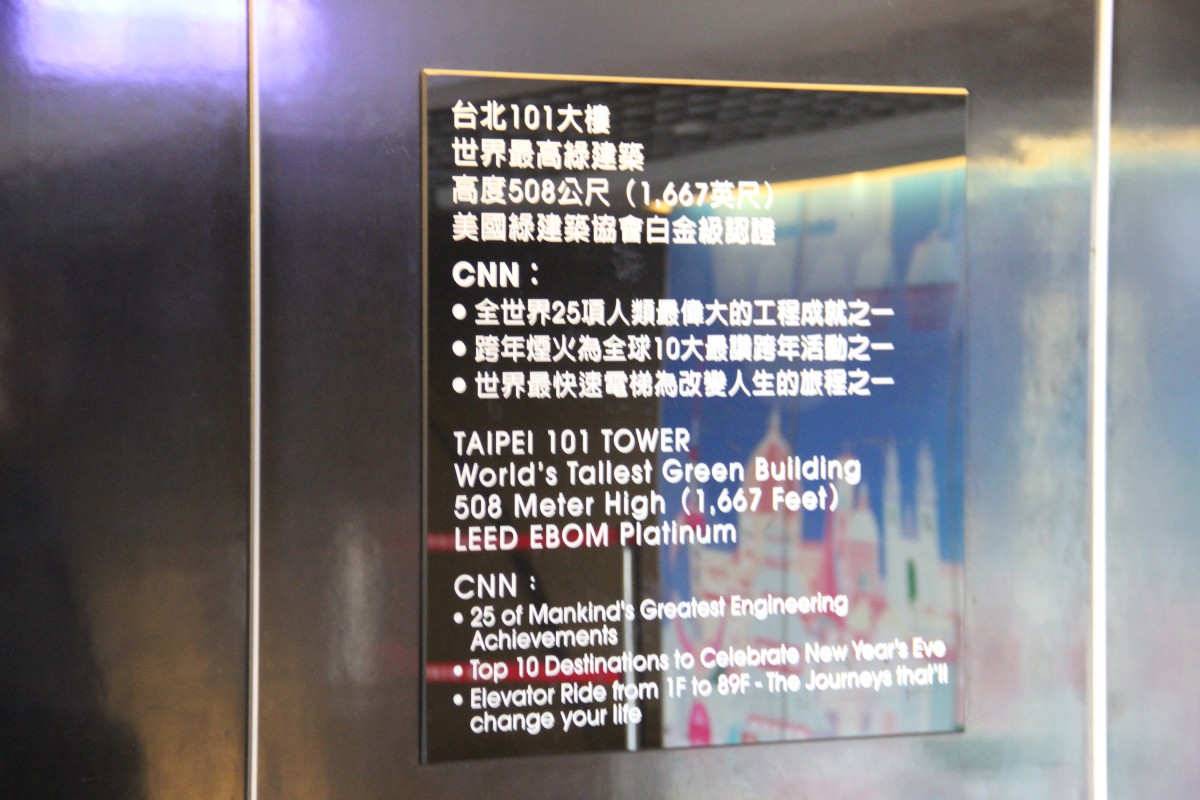 台北101大樓
世界最高綠建築
高度508公尺（1,667英尺）
美國綠建築協會白金級認證
CNN：
• 全世界25項人類最偉大的工程成就之一
• 跨年煙火為全球10大最讚跨年活動之一
• 世界最快速電梯為改變人生的旅程之一
TAIPEI 101 TOWER
World's Tallest Green Building
508 Meter High (1,667 Feet)
LEED EBOM Platinum
CNN：
• 25 of Mankind's Greatest Engineering
Achievements
• Top 10 Destinations to Celebrate New Year's Eve
• Elevator Ride from 1F to 89F - The Journeys that'll
change your life